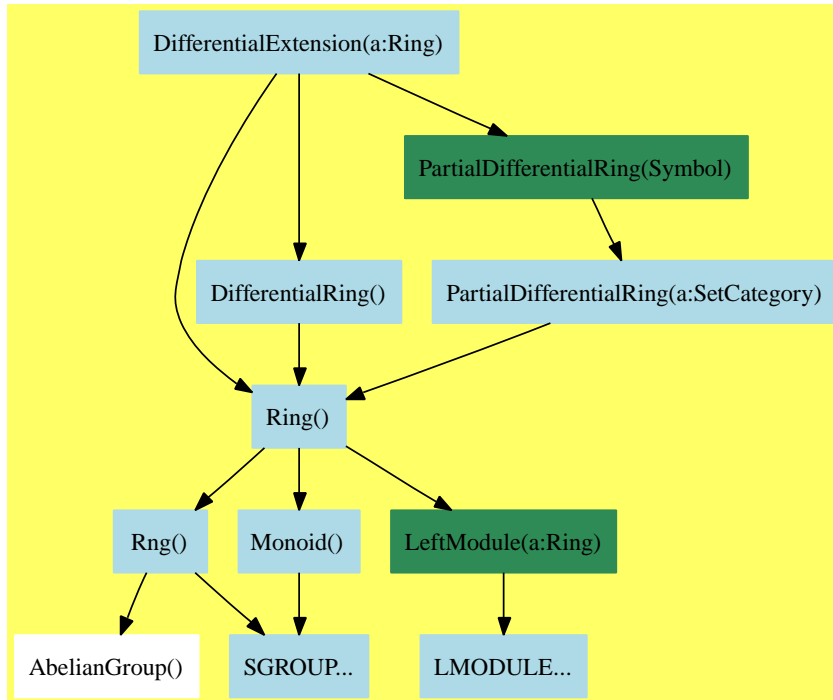 DifferentialExtension(a:Ring)
PartialDifferentialRing(Symbol)
DifferentialRing()
PartialDifferentialRing(a:SetCategory)
Ring()
Rng()
Monoid()
LeftModule(a:Ring)
AbelianGroup()
SGROUP...
LMODULE...